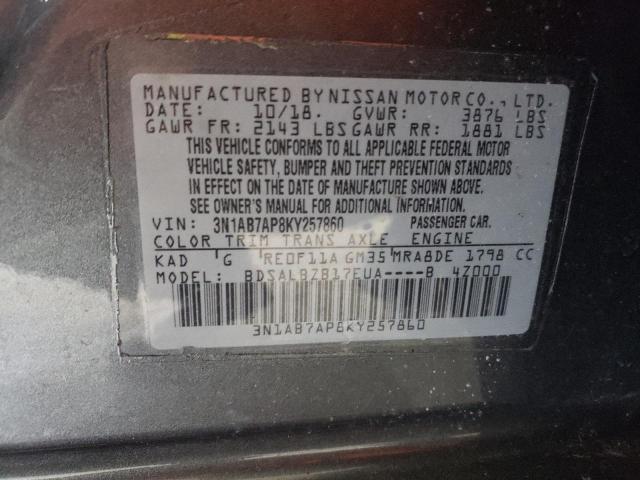 MANUFACTURED BY NISSAN MOTOR CO., LTD.
DATE: 10/18. GVWR: 3876 LBS
GAWR FR: 2143 LBS GAWR RR: 1881 LBS
THIS VEHICLE CONFORMS TO ALL APPLICABLE FEDERAL MOTOR
VEHICLE SAFETY, BUMPER AND THEFT PREVENTION STANDARDS
IN EFFECT ON THE DATE OF MANUFACTURE SHOWN ABOVE.
SEE OWNER'S MANUAL FOR ADDITIONAL INFORMATION.
VIN: 3N1AB7AP8KY257860 PASSENGER CAR.
COLOR TRIM TRANS AXLE ENGINE
KAD G RE0F11A GM35 MRA8DE 1798 CC
MODEL: BDSALBZB17EUA----B 4Z000
3N1AB7AP8KY257860